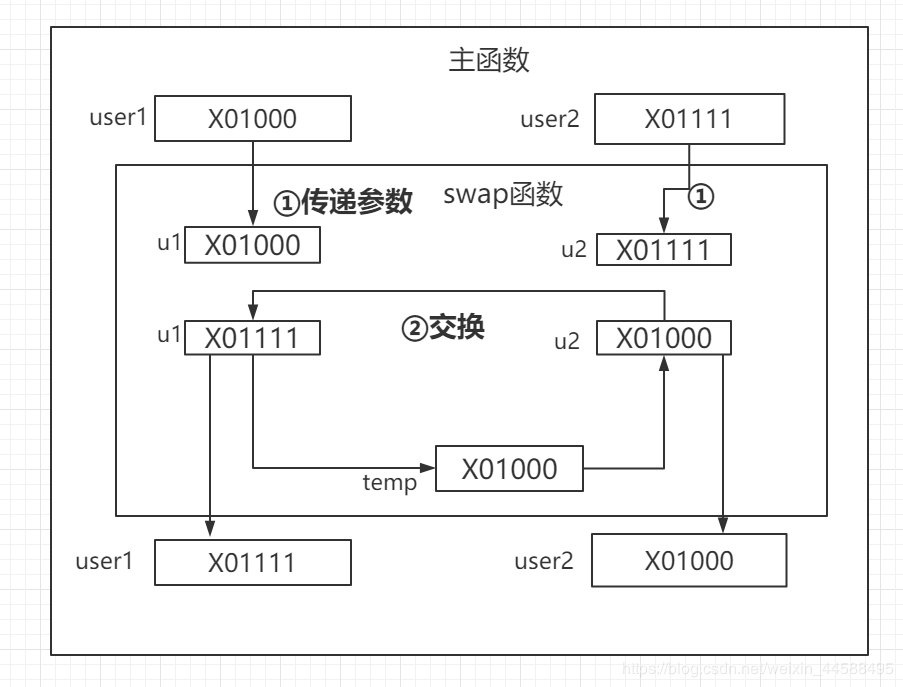 主函数
user1
X01000
user2
X01111
①传递参数
swap函数
①
u1
X01000
u2
X01111
②交换
u1
X01111
u2
X01000
temp
X01000
user1
X01111
user2
X01000
https://blog.csdn.net/weixin_44588495